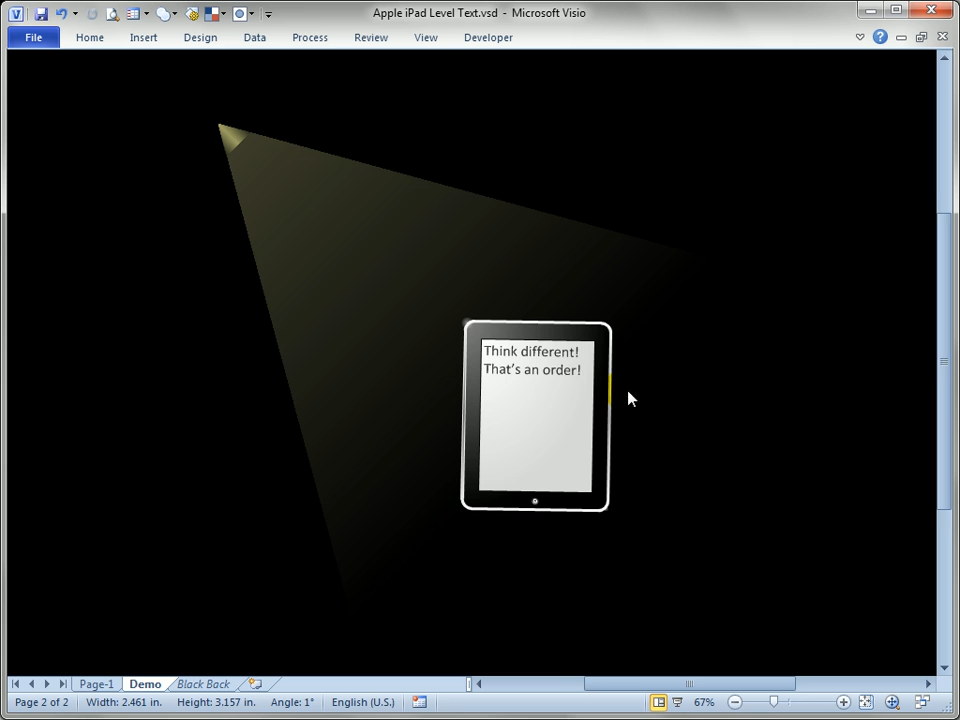 Apple iPad Level Text.vsd - Microsoft Visio
File Home Insert Design Data Process Review View Developer
Think different!
That's an order!
Page-1 Demo Black Back
Page 2 of 2 Width: 2.461 in. Height: 3.157 in. Angle: 1° English (U.S.) 67%